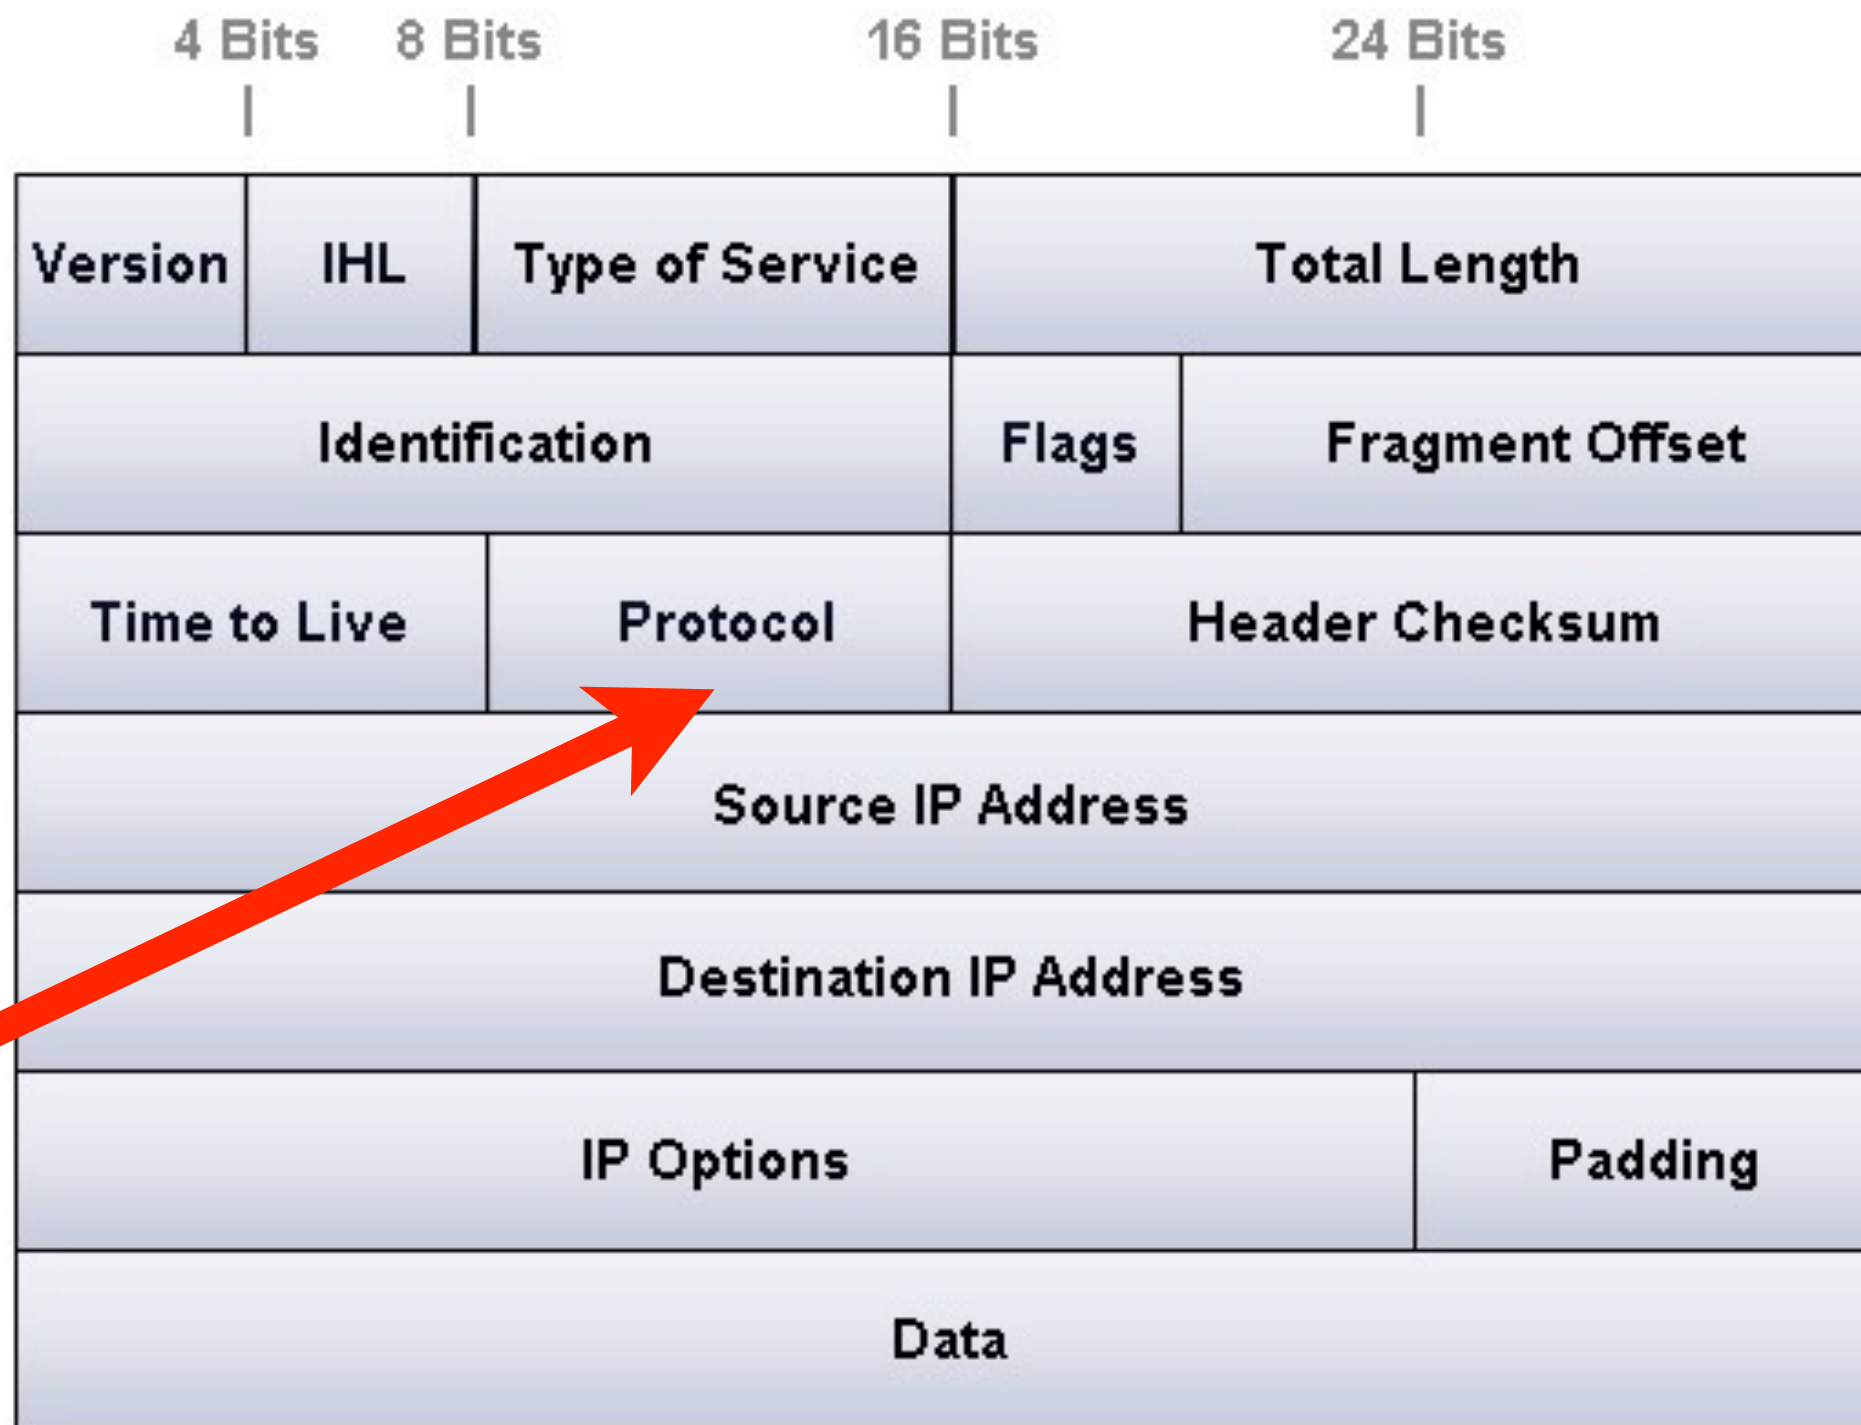 4 Bits 8 Bits 16 Bits 24 Bits
Version IHL Type of Service Total Length
Identification Flags Fragment Offset
Time to Live Protocol Header Checksum
Source IP Address
Destination IP Address
IP Options Padding
Data